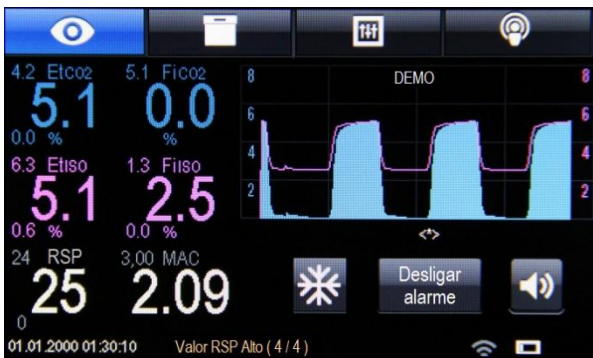 4.2 Etco2 5.1 Fico2
5.1 0.0
0.0 % %
8 DEMO 8
6 6
4 4
2 2
6.3 Etiso 1.3 Fiiso
5.1 2.5
0.6 % 0.0 %
<^>
24 RSP 3,00 MAC
25 2.09
0
Desligar
alarme
01.01.2000 01:30:10 Valor RSP Alto ( 4 / 4 )